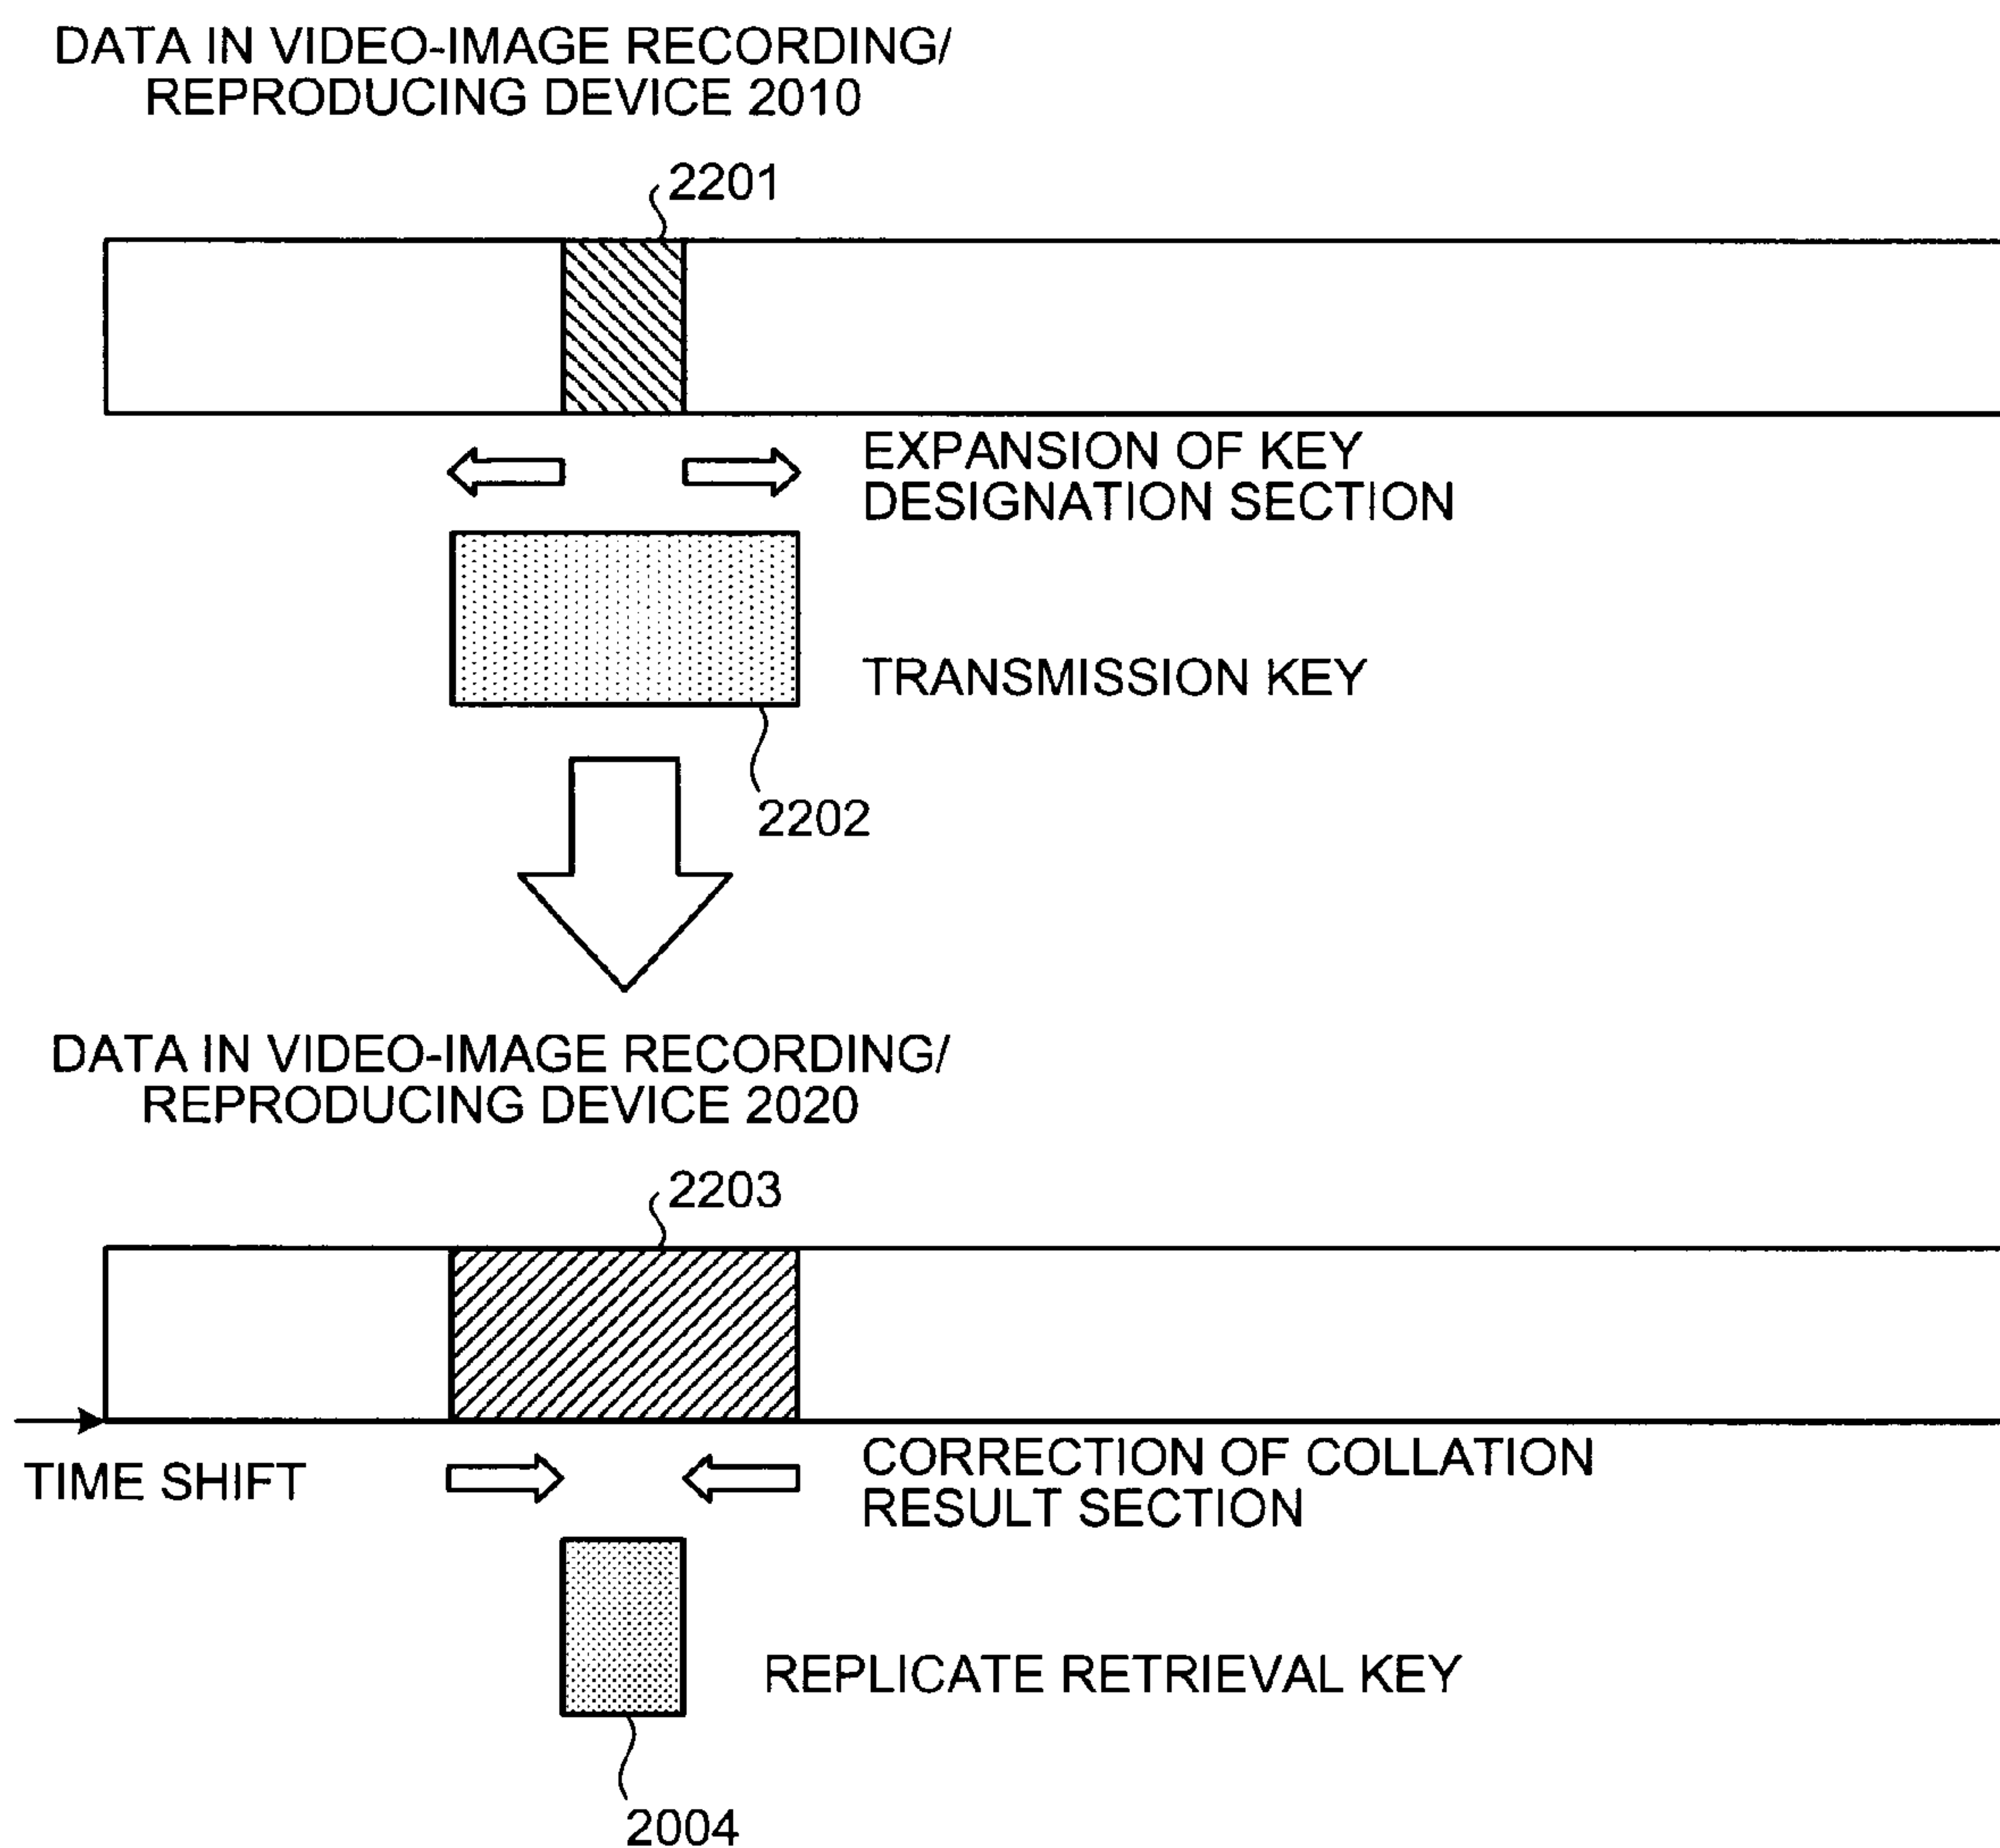 DATA IN VIDEO-IMAGE RECORDING/
REPRODUCING DEVICE 2010
2201
EXPANSION OF KEY
DESIGNATION SECTION
TRANSMISSION KEY
2202
DATA IN VIDEO-IMAGE RECORDING/
REPRODUCING DEVICE 2020
2203
TIME SHIFT
CORRECTION OF COLLATION
RESULT SECTION
REPLICATE RETRIEVAL KEY
2004